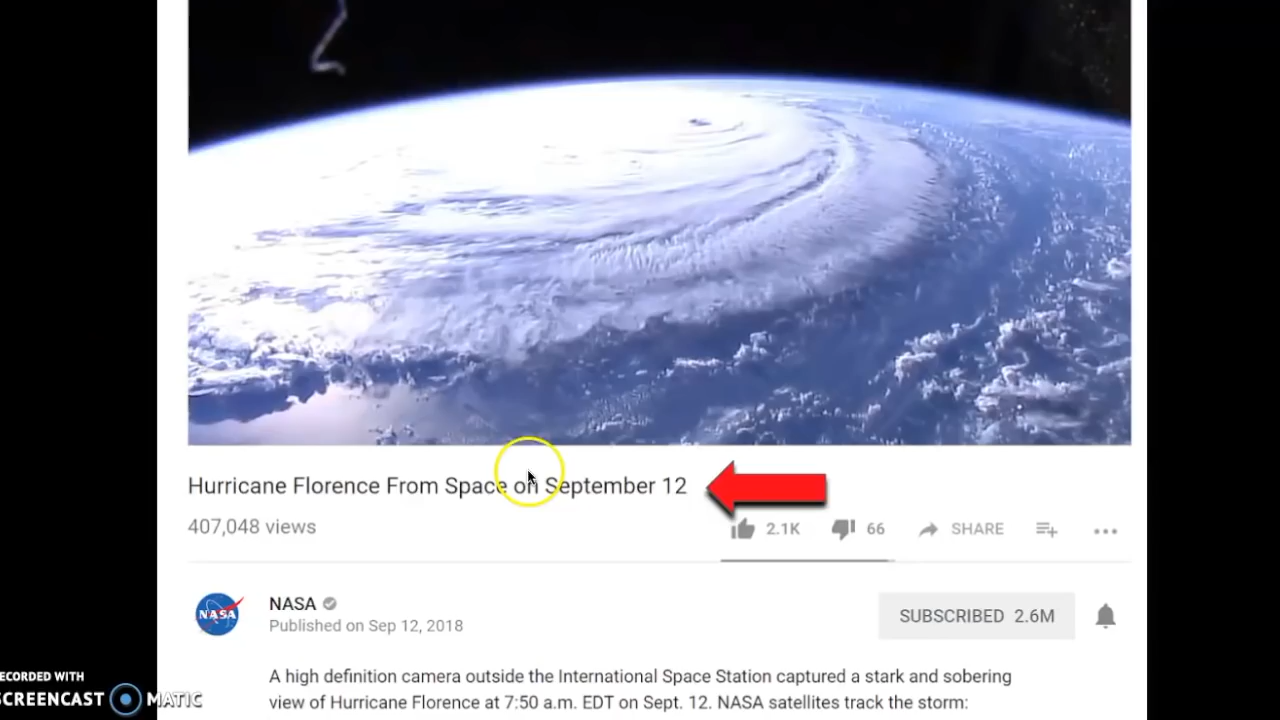 Hurricane Florence From Space on September 12
407,048 views
2.1K 66 SHARE
NASA
NASA
Published on Sep 12, 2018
SUBSCRIBED 2.6M
A high definition camera outside the International Space Station captured a stark and sobering
view of Hurricane Florence at 7:50 a.m. EDT on Sept. 12. NASA satellites track the storm:
ECORDED WITH
SCREENCAST MATIC